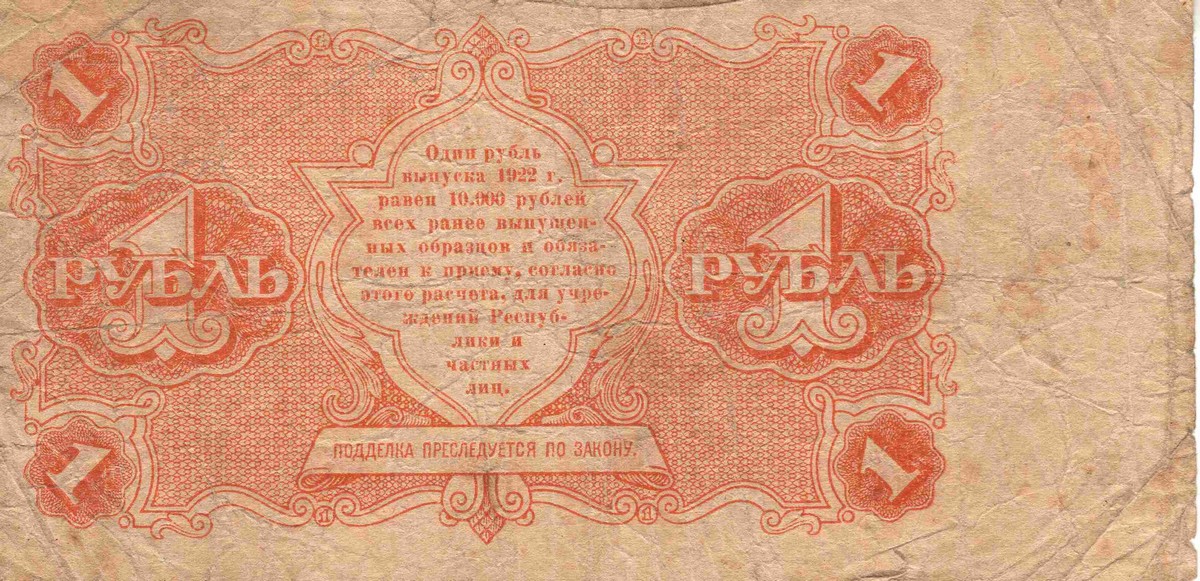 1
1
Один рубль
выпуска 1922 г.
равен 10.000 рублей
всех ранее выпущен-
ных образцов и обяза-
телен к приему, согласно
этого расчета, для учре-
ждений Респуб-
лики и
частных
лиц.
1
РУБЛЬ
1
РУБЛЬ
ПОДДЕЛКА ПРЕСЛЕДУЕТСЯ ПО ЗАКОНУ.
1
1